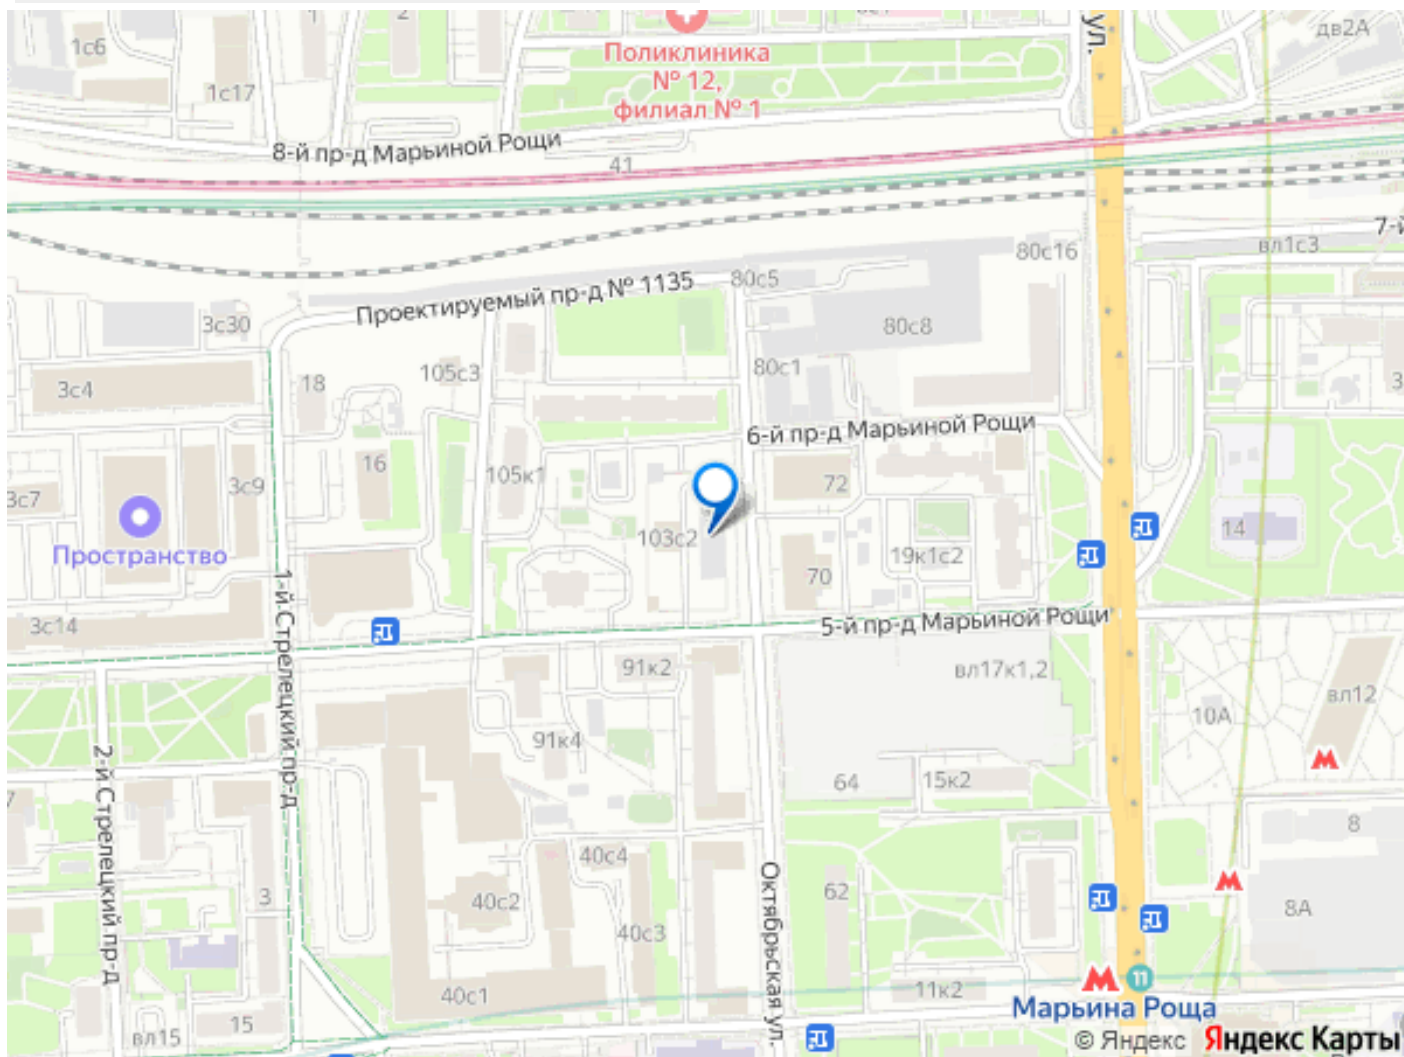 1с6
1
2
дв2А
ул.
Поликлиника
№ 12,
филиал № 1
1с17
8-й пр-д Марьиной Рощи
41
7-й
вл1с3
80с16
80с5
Проектируемый пр-д № 1135
3с30
80с8
80с1
105с3
18
3с4
6-й пр-д Марьиной Рощи
16
105к1
3с9
3с7
72
14
Пространство
103с2
19к1с2
70
1-й Стрелецкий пр-д
3с14
5-й пр-д Марьиной Рощи
91к2
вл17к1,2
вл12
10А
91к4
2-й Стрелецкий пр-д
64
15к2
8
40с4
Октябрьская ул.
62
3
40с2
8А
40с3
11
40с1
11к2
Марьина Роща
15
вл15
© Яндекс Яндекс Карты